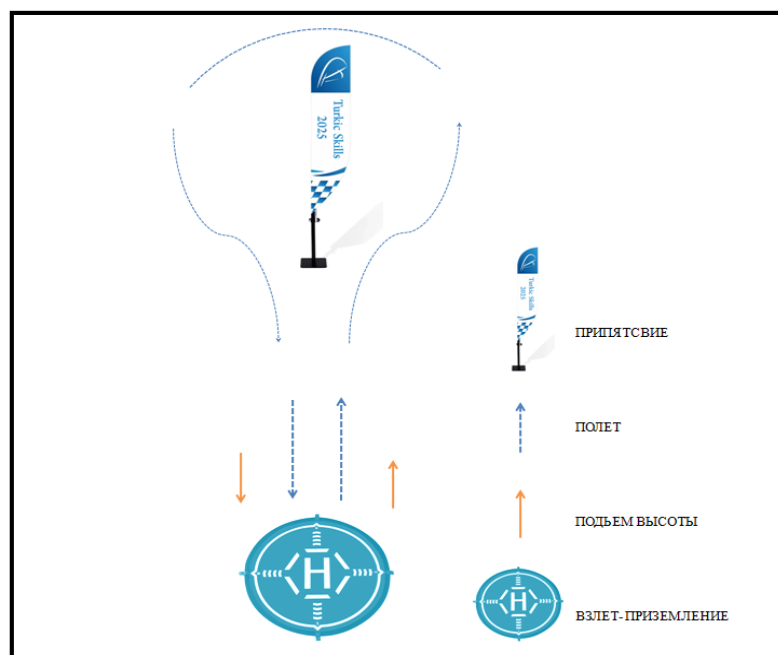 Turkic Skills
2025
Turkic Skills
2025
ПРИПЯТСВИЕ
ПОЛЕТ
ПОДЬЕМ ВЫСОТЫ
H
H
ВЗЛЕТ-ПРИЗЕМЛЕНИЕ